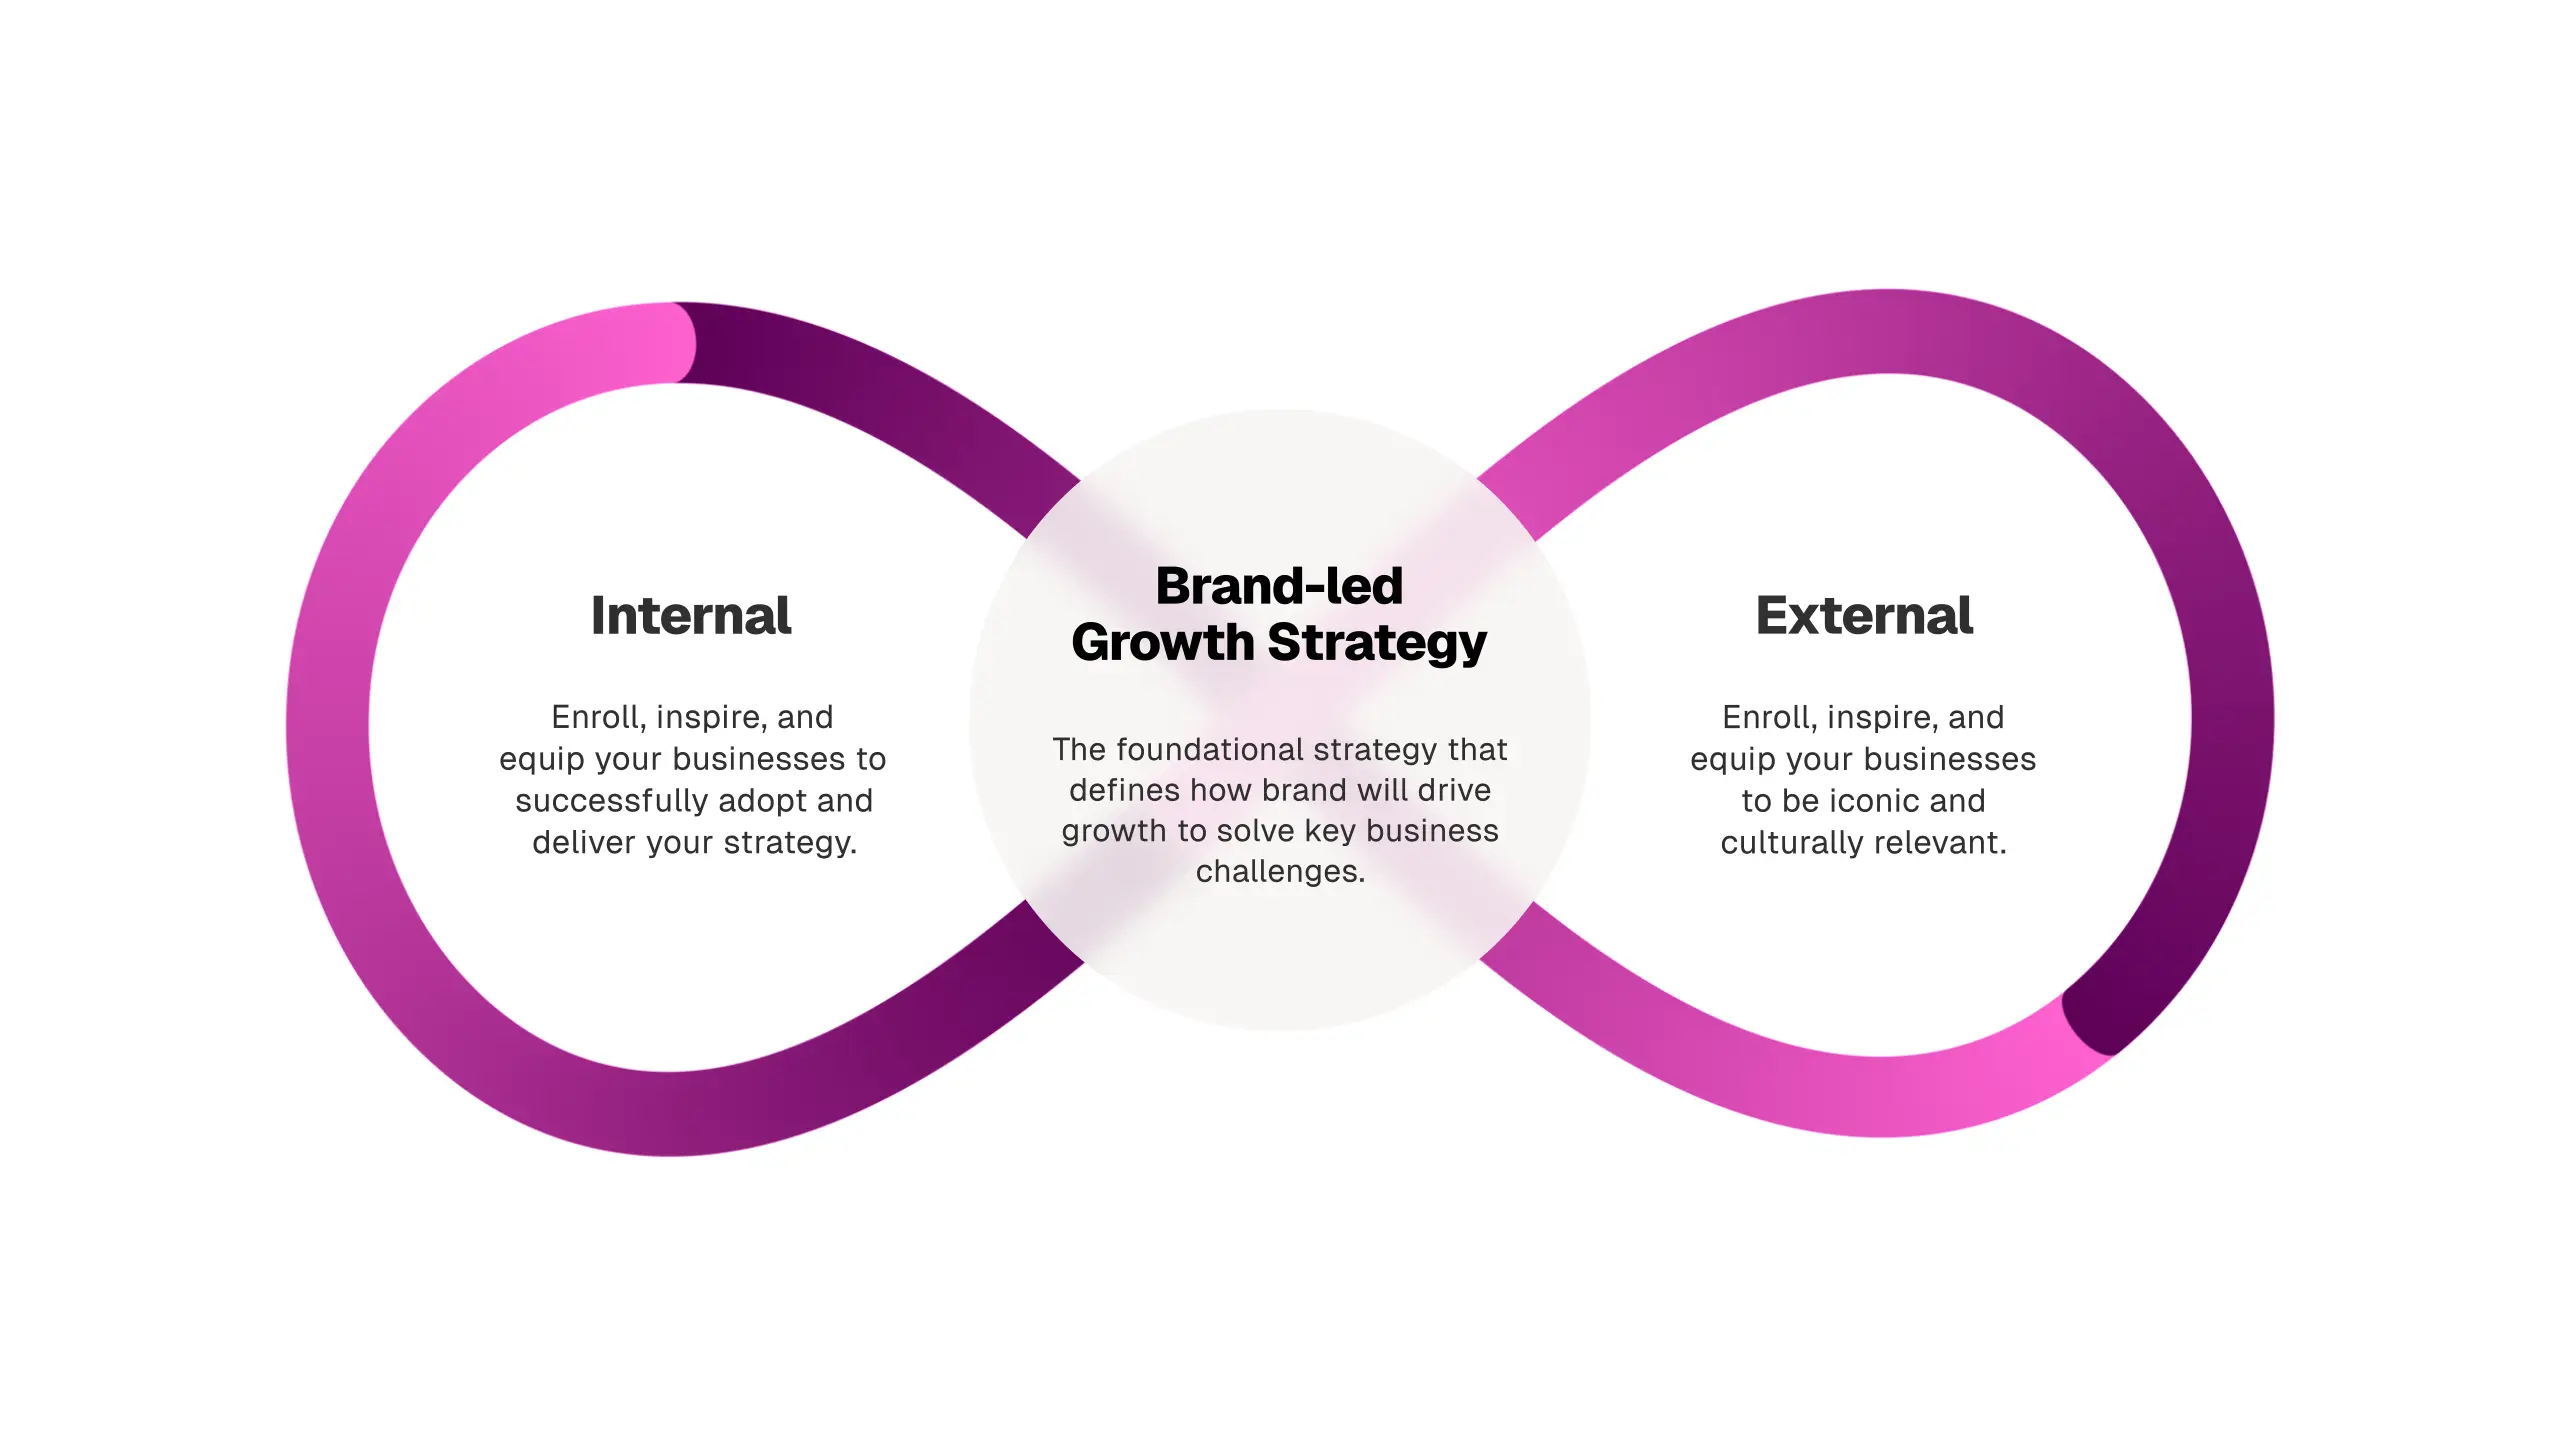 Internal
Enroll, inspire, and
equip your businesses to
successfully adopt and
deliver your strategy.
Brand-led
Growth Strategy
The foundational strategy that
defines how brand will drive
growth to solve key business
challenges.
External
Enroll, inspire, and
equip your businesses
to be iconic and
culturally relevant.